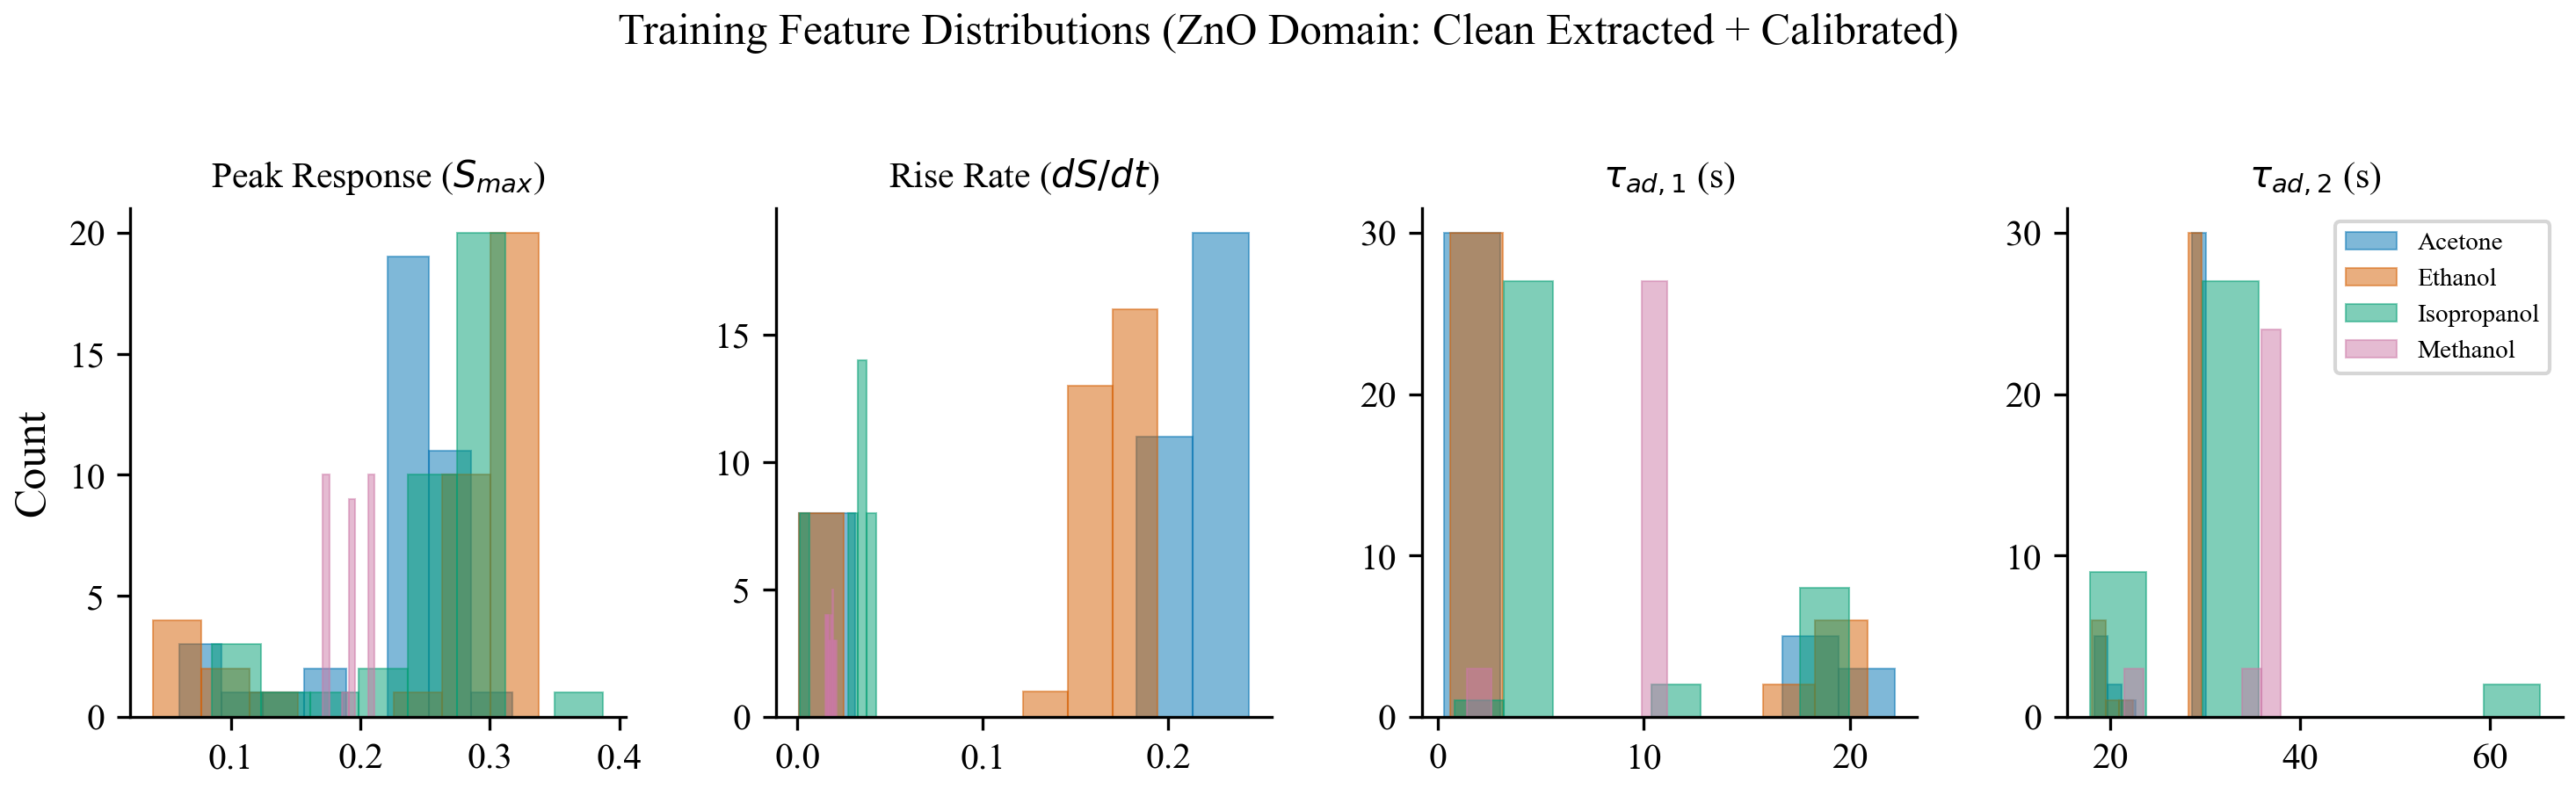 Training Feature Distributions (ZnO Domain: Clean Extracted + Calibrated)
Peak Response (S_max)
Rise Rate (dS/dt)
τ_ad,1 (s)
τ_ad,2 (s)
Count
20
15
10
5
0
0.1 0.2 0.3 0.4
15
10
5
0
0.0 0.1 0.2
30
20
10
0
0 10 20
30
20
10
0
20 40 60
Acetone
Ethanol
Isopropanol
Methanol